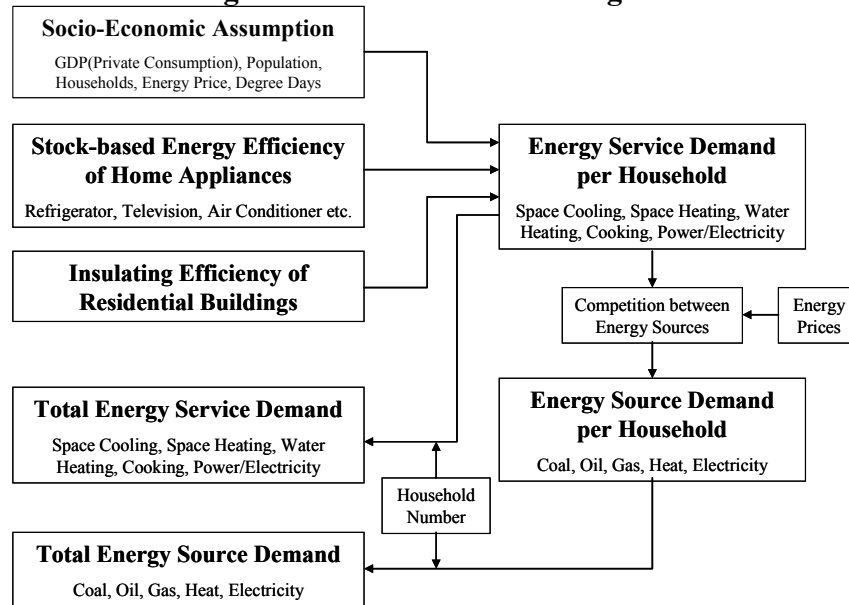 Socio-Economic Assumption
GDP(Private Consumption), Population,
Households, Energy Price, Degree Days
Stock-based Energy Efficiency
of Home Appliances
Refrigerator, Television, Air Conditioner etc.
Insulating Efficiency of
Residential Buildings
Energy Service Demand
per Household
Space Cooling, Space Heating, Water
Heating, Cooking, Power/Electricity
Competition between
Energy Sources
Energy
Prices
Energy Source Demand
per Household
Coal, Oil, Gas, Heat, Electricity
Total Energy Service Demand
Space Cooling, Space Heating, Water
Heating, Cooking, Power/Electricity
Household
Number
Total Energy Source Demand
Coal, Oil, Gas, Heat, Electricity